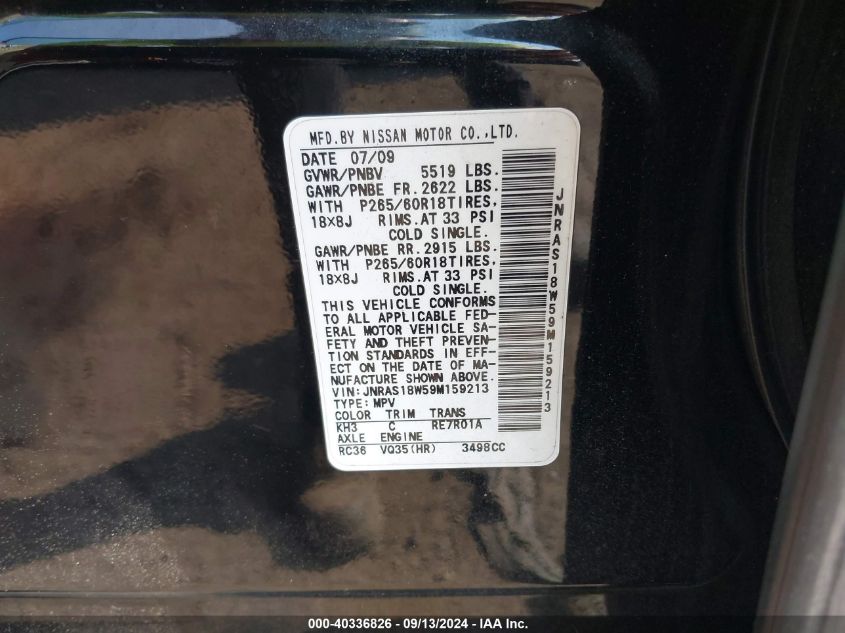 MFD.BY NISSAN MOTOR CO.,LTD.
DATE 07/09
GVWR/PNBV 5519 LBS.
GAWR/PNBE FR.2622 LBS.
WITH P265/60R18TIRES,
18X8J RIMS.AT 33 PSI
COLD SINGLE.
GAWR/PNBE RR.2915 LBS.
WITH P265/60R18TIRES,
18X8J RIMS.AT 33 PSI
COLD SINGLE.
THIS VEHICLE CONFORMS
TO ALL APPLICABLE FED-
ERAL MOTOR VEHICLE SA-
FETY AND THEFT PREVEN-
TION STANDARDS IN EFF-
ECT ON THE DATE OF MA-
NUFACTURE SHOWN ABOVE.
VIN:JNRAS18W59M159213
TYPE:MPV
COLOR TRIM TRANS
KH3 C RE7R01A
AXLE ENGINE
RC36 VQ35(HR) 3498CC
JNRAS18W59M159213
000-40336826 - 09/13/2024 - IAA Inc.